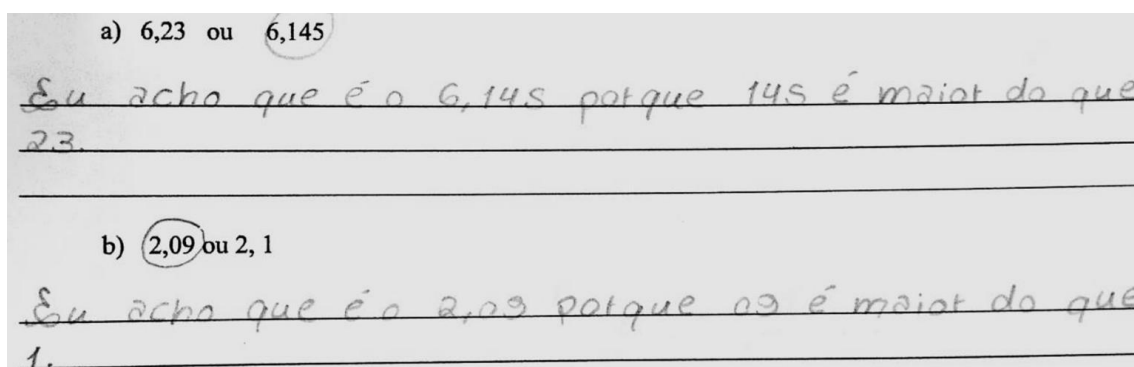 a) 6,23 ou 6,145
Eu acho que é o 6,145 porque 145 é maior do que
23.
b) 2,09 ou 2, 1
Eu acho que é o 2,09 porque 09 é maior do que
1.